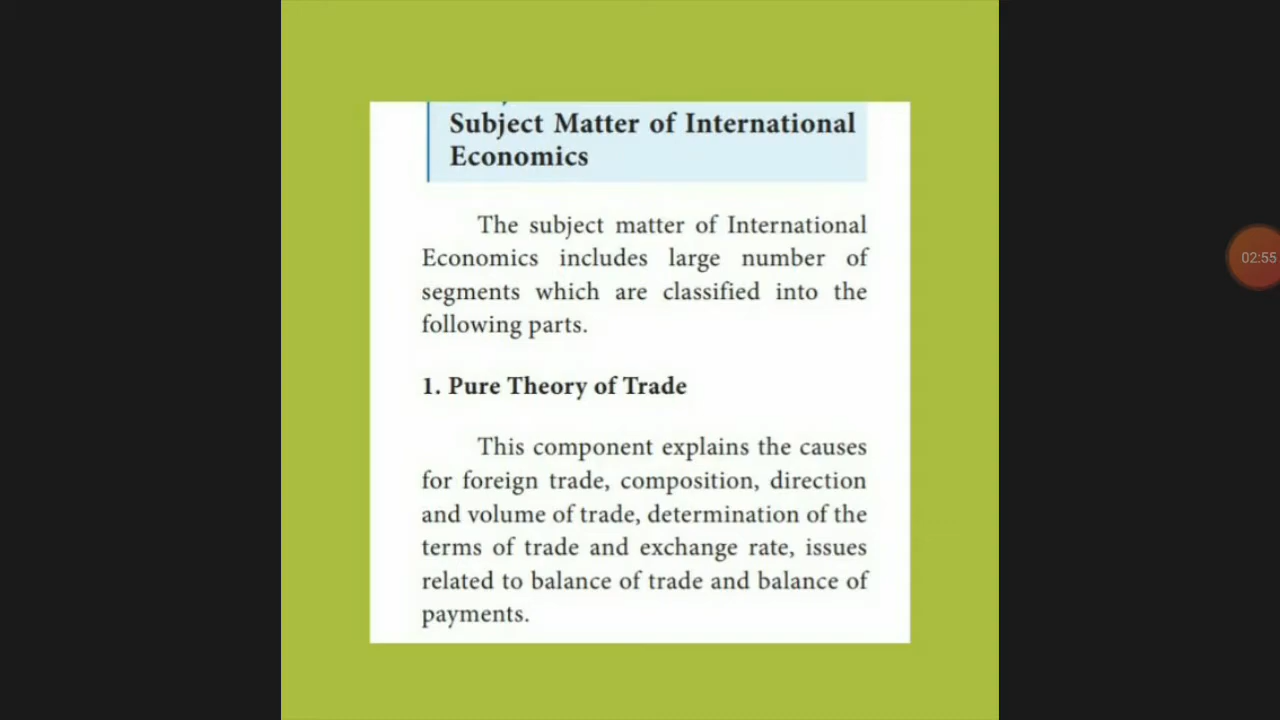 Subject Matter of International
Economics
The subject matter of International
Economics includes large number of
segments which are classified into the
following parts.
1. Pure Theory of Trade
This component explains the causes
for foreign trade, composition, direction
and volume of trade, determination of the
terms of trade and exchange rate, issues
related to balance of trade and balance of
payments.
02:55